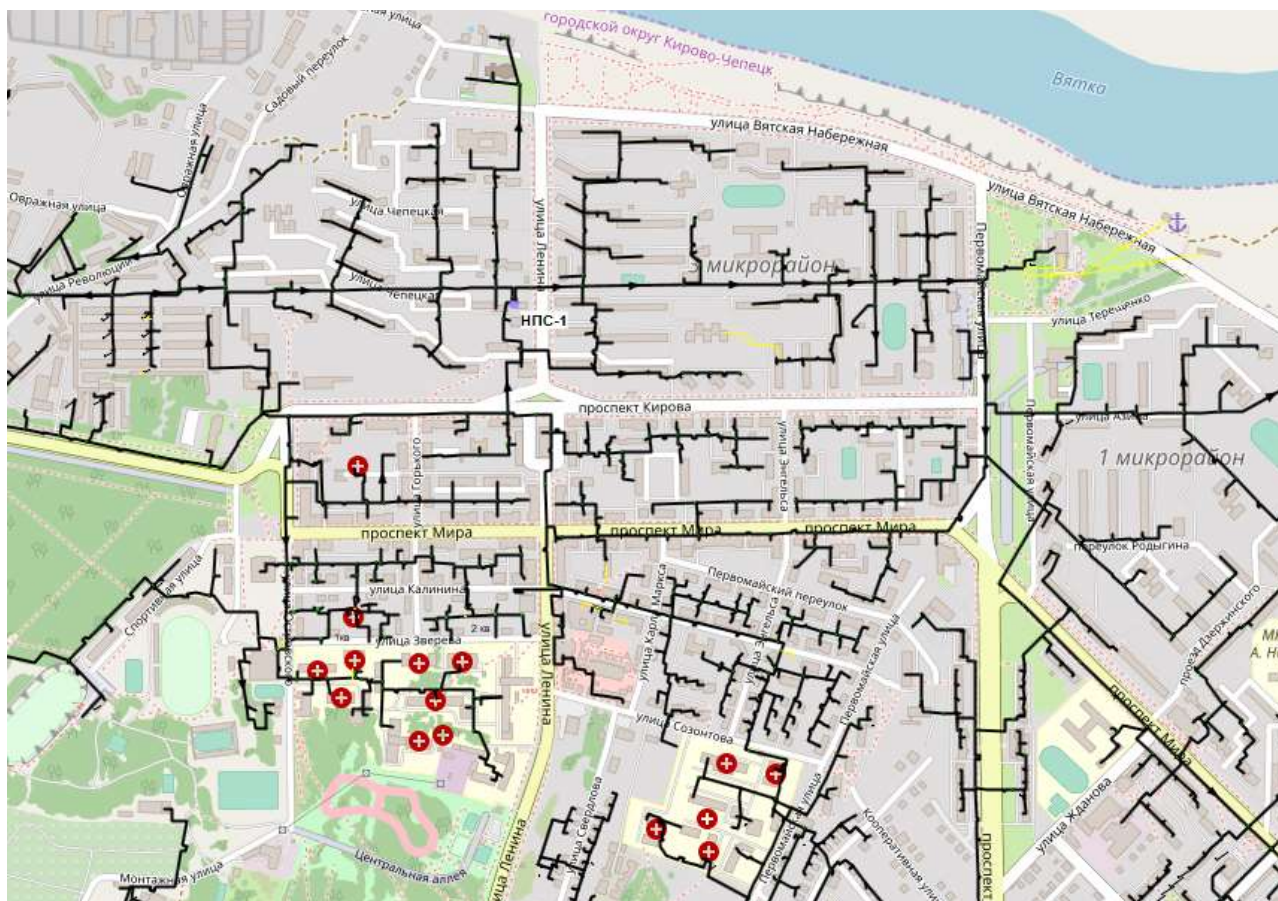 городской округ Кирово-Чепецк
Вятка
Садовый переулок
улица Вятская Набережная
Овражная улица
Овражная улица
улица Чепецкая
улица Ленина
Первомайская улица
улица Вятская Набережная
улица Революции
улица Чепецкая
3 микрорайон
НПС-1
улица Терещенко
проспект Кирова
улица Горького
улица Энгельса
Первомайская улица
улица Азина
1 микрорайон
проспект Мира
проспект Мира
проспект Мира
переулок Родыгина
Спортивная улица
улица Калинина
Первомайский переулок
улица Карла Маркса
улица Энгельса
проезд Дзержинского
1кв
2 кв
улица Зверева
улица Ленина
Первомайская улица
улица Созонтова
проспект Мира
улица Свердлова
Кооперативная ули
улица Жданова
Центральная аллея
Монтажная улица
Первомайская улица
ица Ленина
проспект